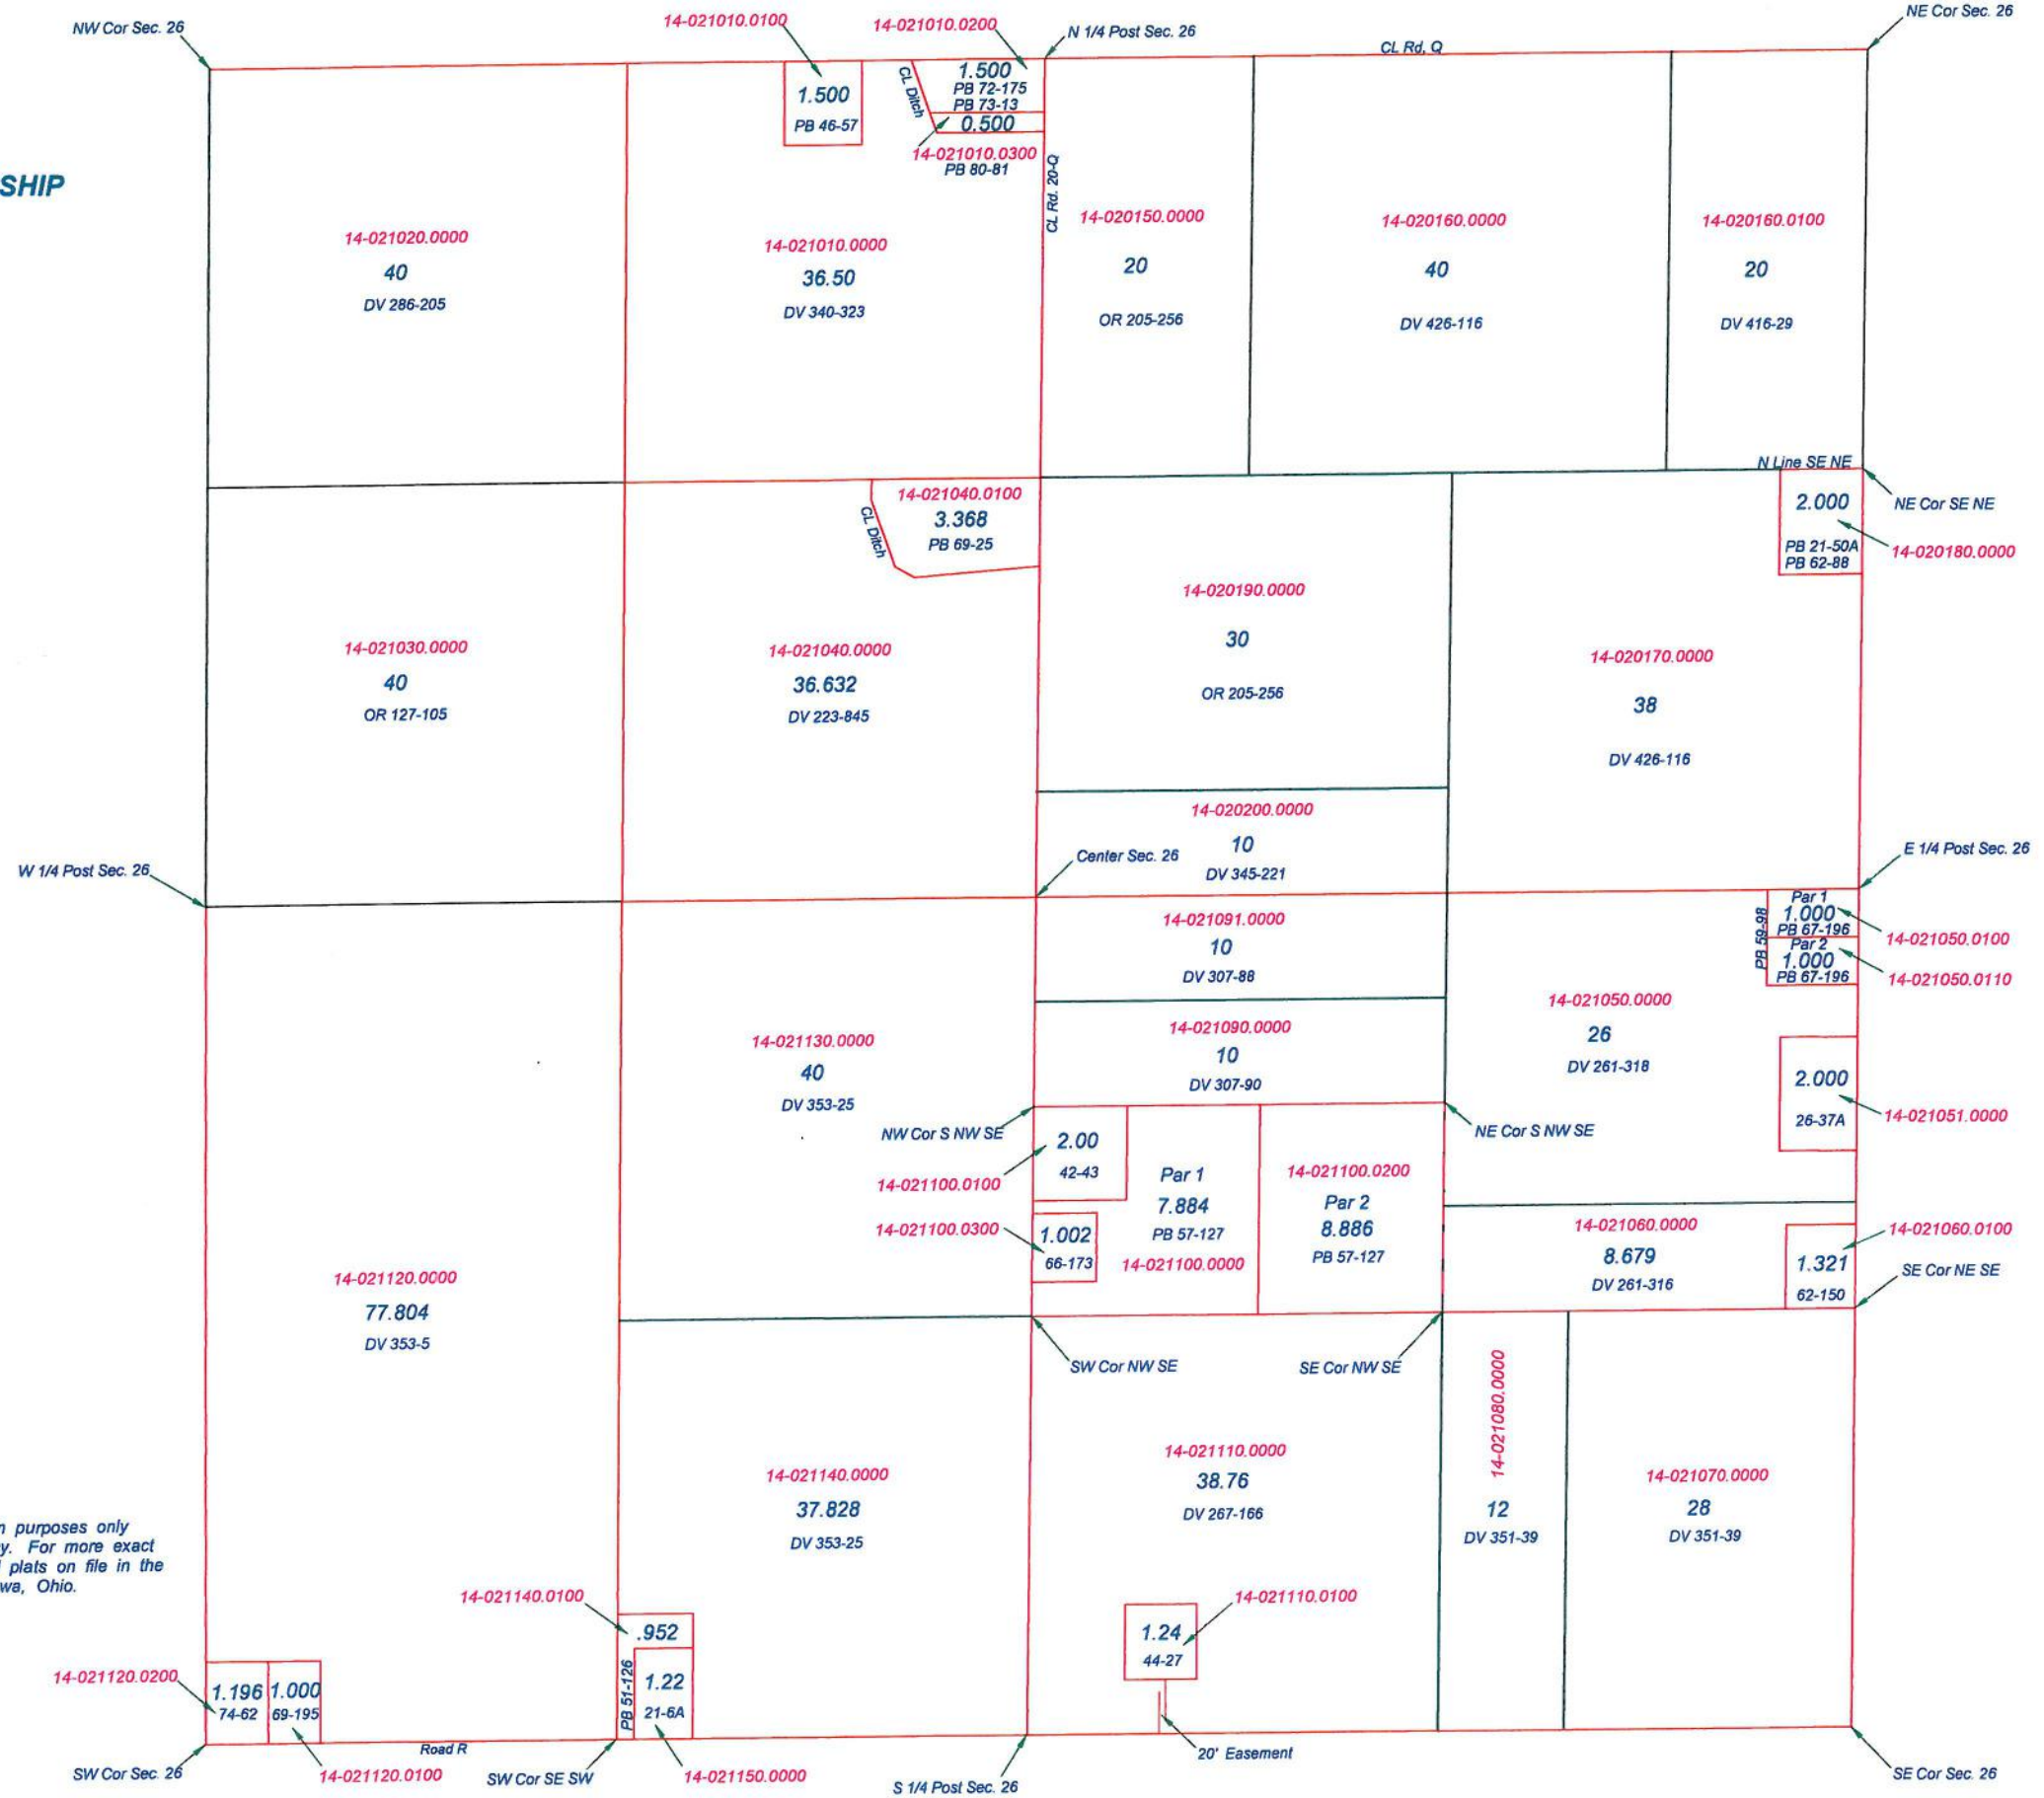 NW Cor Sec. 26
14-021010.0100
14-021010.0200
N 1/4 Post Sec. 26
CL Rd, Q
NE Cor Sec. 26
SHIP
1.500
PB 46-57
CL Ditch
1.500
PB 72-175
PB 73-13
0.500
14-021010.0300
PB 80-81
CL Rd. 20-Q
14-021020.0000
40
DV 286-205
14-021010.0000
36.50
DV 340-323
14-020150.0000
20
OR 205-256
14-020160.0000
40
DV 426-116
14-020160.0100
20
DV 416-29
N Line SE NE
NE Cor SE NE
2.000
PB 21-50A
PB 62-88
14-020180.0000
14-021040.0100
3.368
PB 69-25
CL Ditch
14-021030.0000
40
OR 127-105
14-021040.0000
36.632
DV 223-845
14-020190.0000
30
OR 205-256
14-020170.0000
38
DV 426-116
14-020200.0000
10
DV 345-221
W 1/4 Post Sec. 26
Center Sec. 26
E 1/4 Post Sec. 26
14-021091.0000
10
DV 307-88
PB 59-98
Par 1
1.000
PB 67-196
14-021050.0100
Par 2
1.000
PB 67-196
14-021050.0110
14-021050.0000
26
DV 261-318
14-021130.0000
40
DV 353-25
14-021090.0000
10
DV 307-90
2.000
26-37A
14-021051.0000
NW Cor S NW SE
NE Cor S NW SE
2.00
42-43
14-021100.0100
Par 1
7.884
PB 57-127
14-021100.0000
14-021100.0200
Par 2
8.886
PB 57-127
14-021100.0300
1.002
66-173
14-021060.0000
8.679
DV 261-316
14-021060.0100
1.321
62-150
SE Cor NE SE
14-021120.0000
77.804
DV 353-5
SW Cor NW SE
SE Cor NW SE
14-021080.0000
12
DV 351-39
14-021140.0000
37.828
DV 353-25
14-021110.0000
38.76
DV 267-166
14-021070.0000
28
DV 351-39
n purposes only
y. For more exact
plats on file in the
wa, Ohio.
14-021140.0100
.952
PB 51-126
1.22
21-6A
14-021110.0100
1.24
44-27
14-021120.0200
1.196
74-62
1.000
69-195
Road R
20' Easement
SW Cor Sec. 26
14-021120.0100
SW Cor SE SW
14-021150.0000
S 1/4 Post Sec. 26
SE Cor Sec. 26